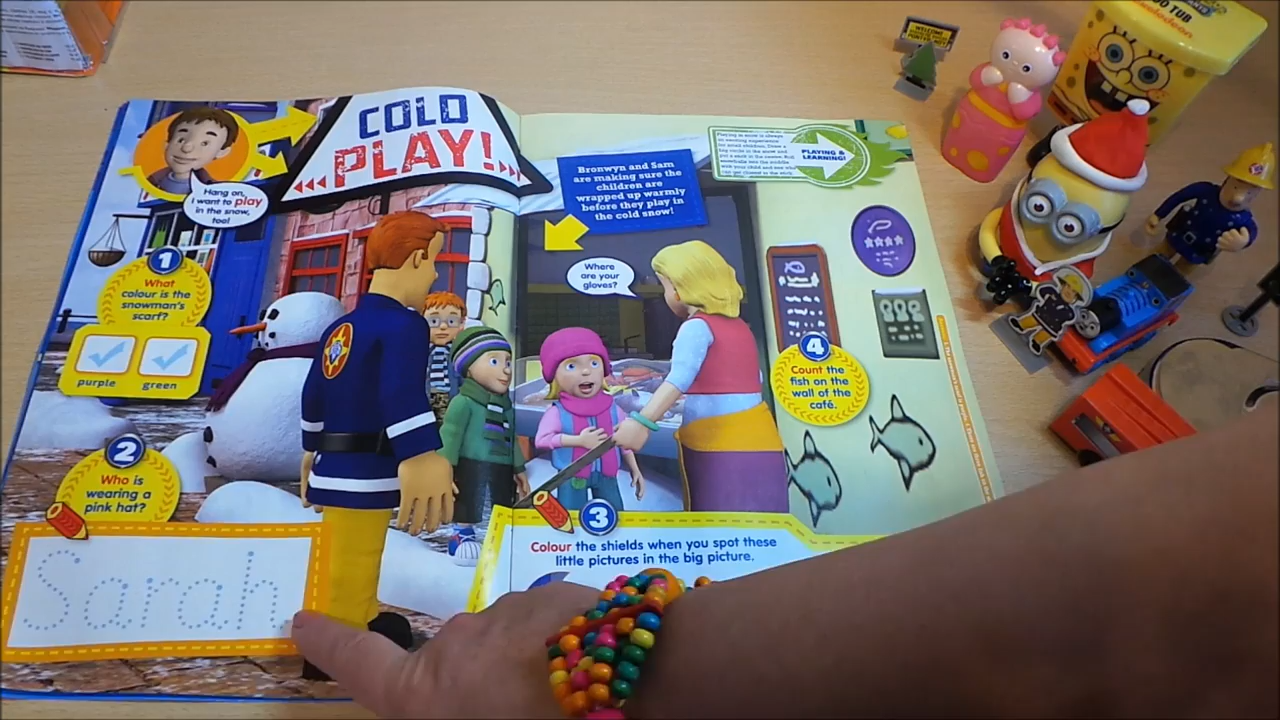 COLD
PLAY!
Hang on,
I want to play
in the snow,
too!
1
What
colour is the
snowman's
scarf?
purple green
2
Who is
wearing a
pink hat?
Sarah
Bronwyn and Sam
are making sure the
children are
wrapped up warmly
before they play in
the cold snow!
Where
are your
gloves?
3
Colour the shields when you spot these
little pictures in the big picture.
4
Count the
fish on the
wall of the
café.
PLAYING &
LEARNING!
WELCOME
OO TUB
nickelodeon